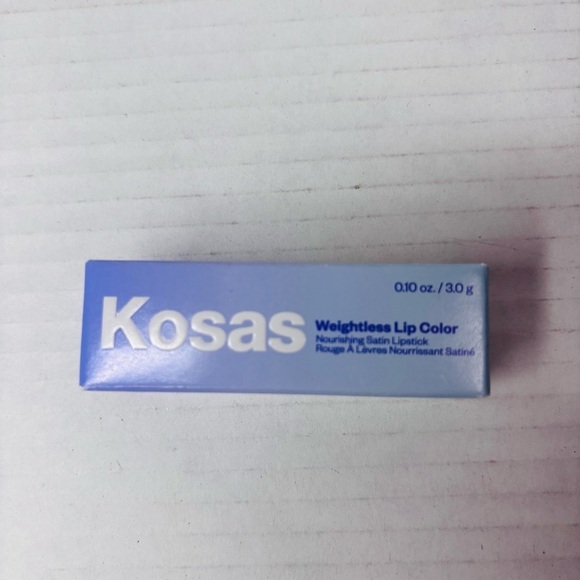 0.10 oz. / 3.0 g
Kosas
Weightless Lip Color
Nourishing Satin Lipstick
Rouge À Lèvres Nourrissant Satiné